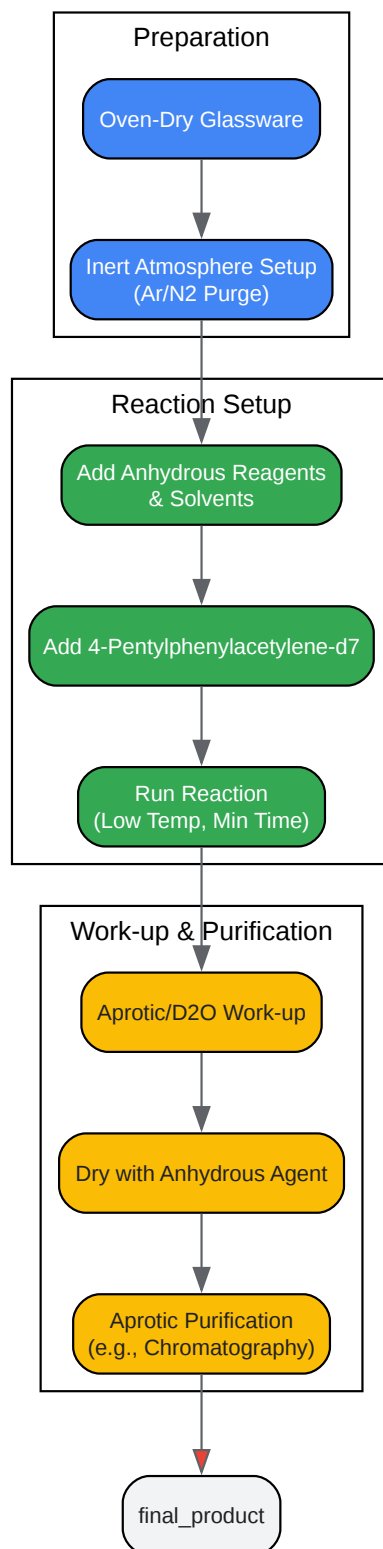 Preparation
Oven-Dry Glassware
Inert Atmosphere Setup
(Ar/N2 Purge)
Reaction Setup
Add Anhydrous Reagents
& Solvents
Add 4-Pentylphenylacetylene-d7
Run Reaction
(Low Temp, Min Time)
Work-up & Purification
Aprotic/D2O Work-up
Dry with Anhydrous Agent
Aprotic Purification
(e.g., Chromatography)
final_product